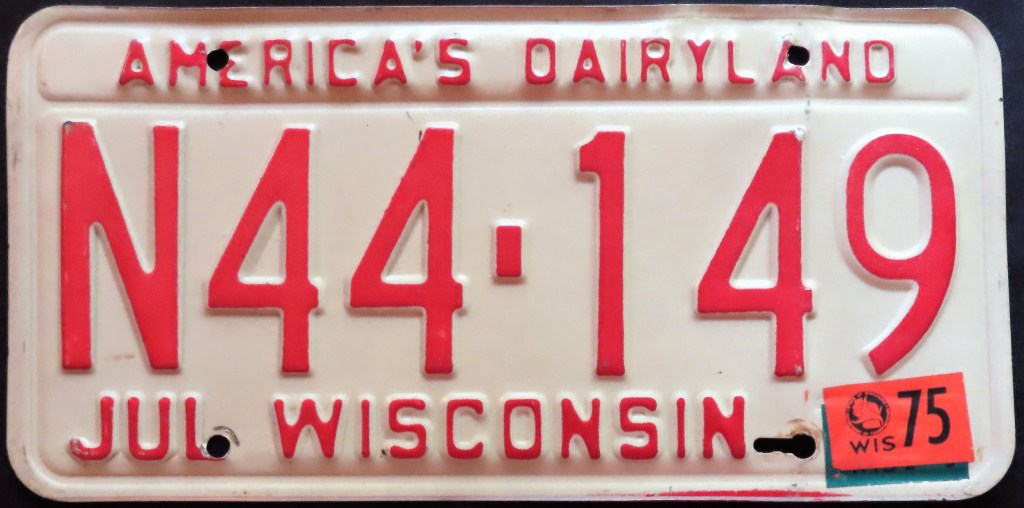 AMERICA'S DAIRYLAND
N44-149
JUL WISCONSIN
WIS 75